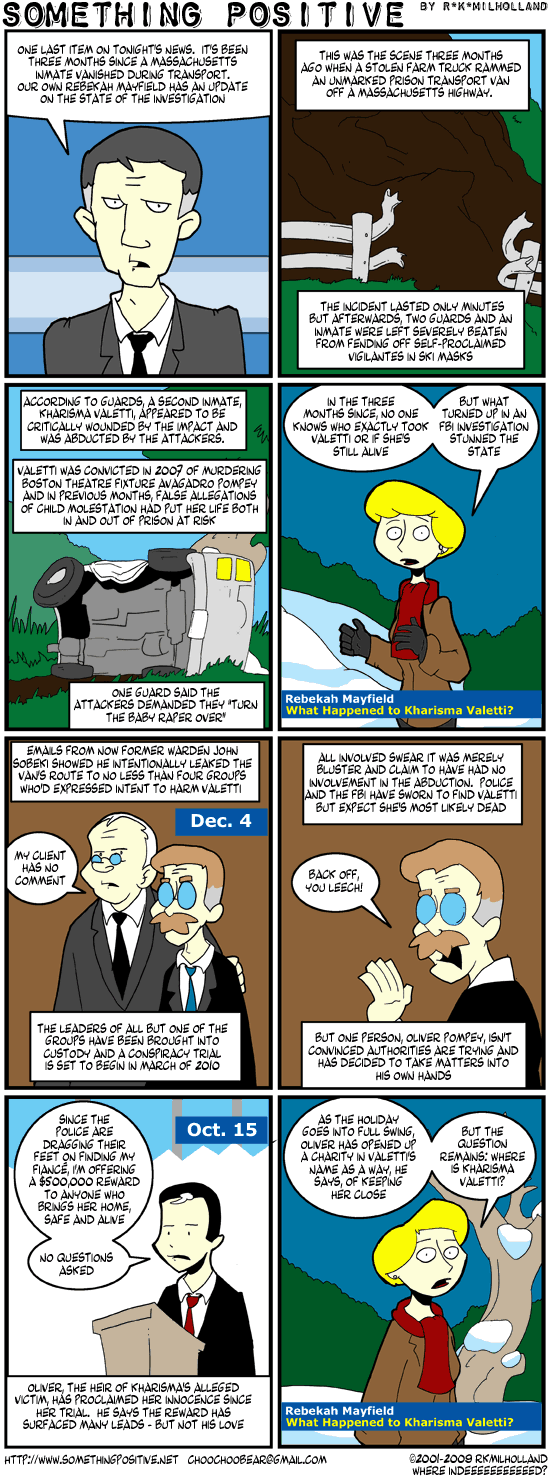 SOMETHING POSITIVE
BY R*K*MILHOLLAND
ONE LAST ITEM ON TONIGHT'S NEWS. IT'S BEEN
THREE MONTHS SINCE A MASSACHUSETTS
INMATE VANISHED DURING TRANSPORT.
OUR OWN REBEKAH MAYFIELD HAS AN UPDATE
ON THE STATE OF THE INVESTIGATION
THIS WAS THE SCENE THREE MONTHS
AGO WHEN A STOLEN FARM TRUCK RAMMED
AN UNMARKED PRISON TRANSPORT VAN
OFF A MASSACHUSETTS HIGHWAY.
THE INCIDENT LASTED ONLY MINUTES
BUT AFTERWARDS, TWO GUARDS AND AN
INMATE WERE LEFT SEVERELY BEATEN
FROM FENDING OFF SELF-PROCLAIMED
VIGILANTES IN SKI MASKS
ACCORDING TO GUARDS, A SECOND INMATE,
KHARISMA VALETTI, APPEARED TO BE
CRITICALLY WOUNDED BY THE IMPACT AND
WAS ABDUCTED BY THE ATTACKERS.
VALETTI WAS CONVICTED IN 2007 OF MURDERING
BOSTON THEATRE FIXTURE AVAGADRO POMPEY
AND IN PREVIOUS MONTHS, FALSE ALLEGATIONS
OF CHILD MOLESTATION HAD PUT HER LIFE BOTH
IN AND OUT OF PRISON AT RISK
ONE GUARD SAID THE
ATTACKERS DEMANDED THEY "TURN
THE BABY RAPER OVER"
IN THE THREE
MONTHS SINCE, NO ONE
KNOWS WHO EXACTLY TOOK
VALETTI OR IF SHE'S
STILL ALIVE
BUT WHAT
TURNED UP IN AN
FBI INVESTIGATION
STUNNED THE
STATE
Rebekah Mayfield
What Happened to Kharisma Valetti?
EMAILS FROM NOW FORMER WARDEN JOHN
SOBEKI SHOWED HE INTENTIONALLY LEAKED THE
VAN'S ROUTE TO NO LESS THAN FOUR GROUPS
WHO'D EXPRESSED INTENT TO HARM VALETTI
Dec. 4
MY CLIENT
HAS NO
COMMENT
THE LEADERS OF ALL BUT ONE OF THE
GROUPS HAVE BEEN BROUGHT INTO
CUSTODY AND A CONSPIRACY TRIAL
IS SET TO BEGIN IN MARCH OF 2010
ALL INVOLVED SWEAR IT WAS MERELY
BLUSTER AND CLAIM TO HAVE HAD NO
INVOLVEMENT IN THE ABDUCTION. POLICE
AND THE FBI HAVE SWORN TO FIND VALETTI
BUT EXPECT SHE'S MOST LIKELY DEAD
BACK OFF,
YOU LEECH!
BUT ONE PERSON, OLIVER POMPEY, ISN'T
CONVINCED AUTHORITIES ARE TRYING AND
HAS DECIDED TO TAKE MATTERS INTO
HIS OWN HANDS
SINCE THE
POLICE ARE
DRAGGING THEIR
FEET ON FINDING MY
FIANCÉ, I'M OFFERING
A $500,000 REWARD
TO ANYONE WHO
BRINGS HER HOME,
SAFE AND ALIVE
NO QUESTIONS
ASKED
Oct. 15
OLIVER, THE HEIR OF KHARISMA'S ALLEGED
VICTIM, HAS PROCLAIMED HER INNOCENCE SINCE
HER TRIAL. HE SAYS THE REWARD HAS
SURFACED MANY LEADS - BUT NOT HIS LOVE
AS THE HOLIDAY
GOES INTO FULL SWING,
OLIVER HAS OPENED UP
A CHARITY IN VALETTI'S
NAME AS A WAY, HE
SAYS, OF KEEPING
HER CLOSE
BUT THE
QUESTION
REMAINS: WHERE
IS KHARISMA
VALETTI?
Rebekah Mayfield
What Happened to Kharisma Valetti?
HTTP://WWW.SOMETHINGPOSITIVE.NET CHOOCHOOBEAR@GMAIL.COM
©2001-2009 RKMILHOLLAND
WHERE INDEEEEEEEEEED?